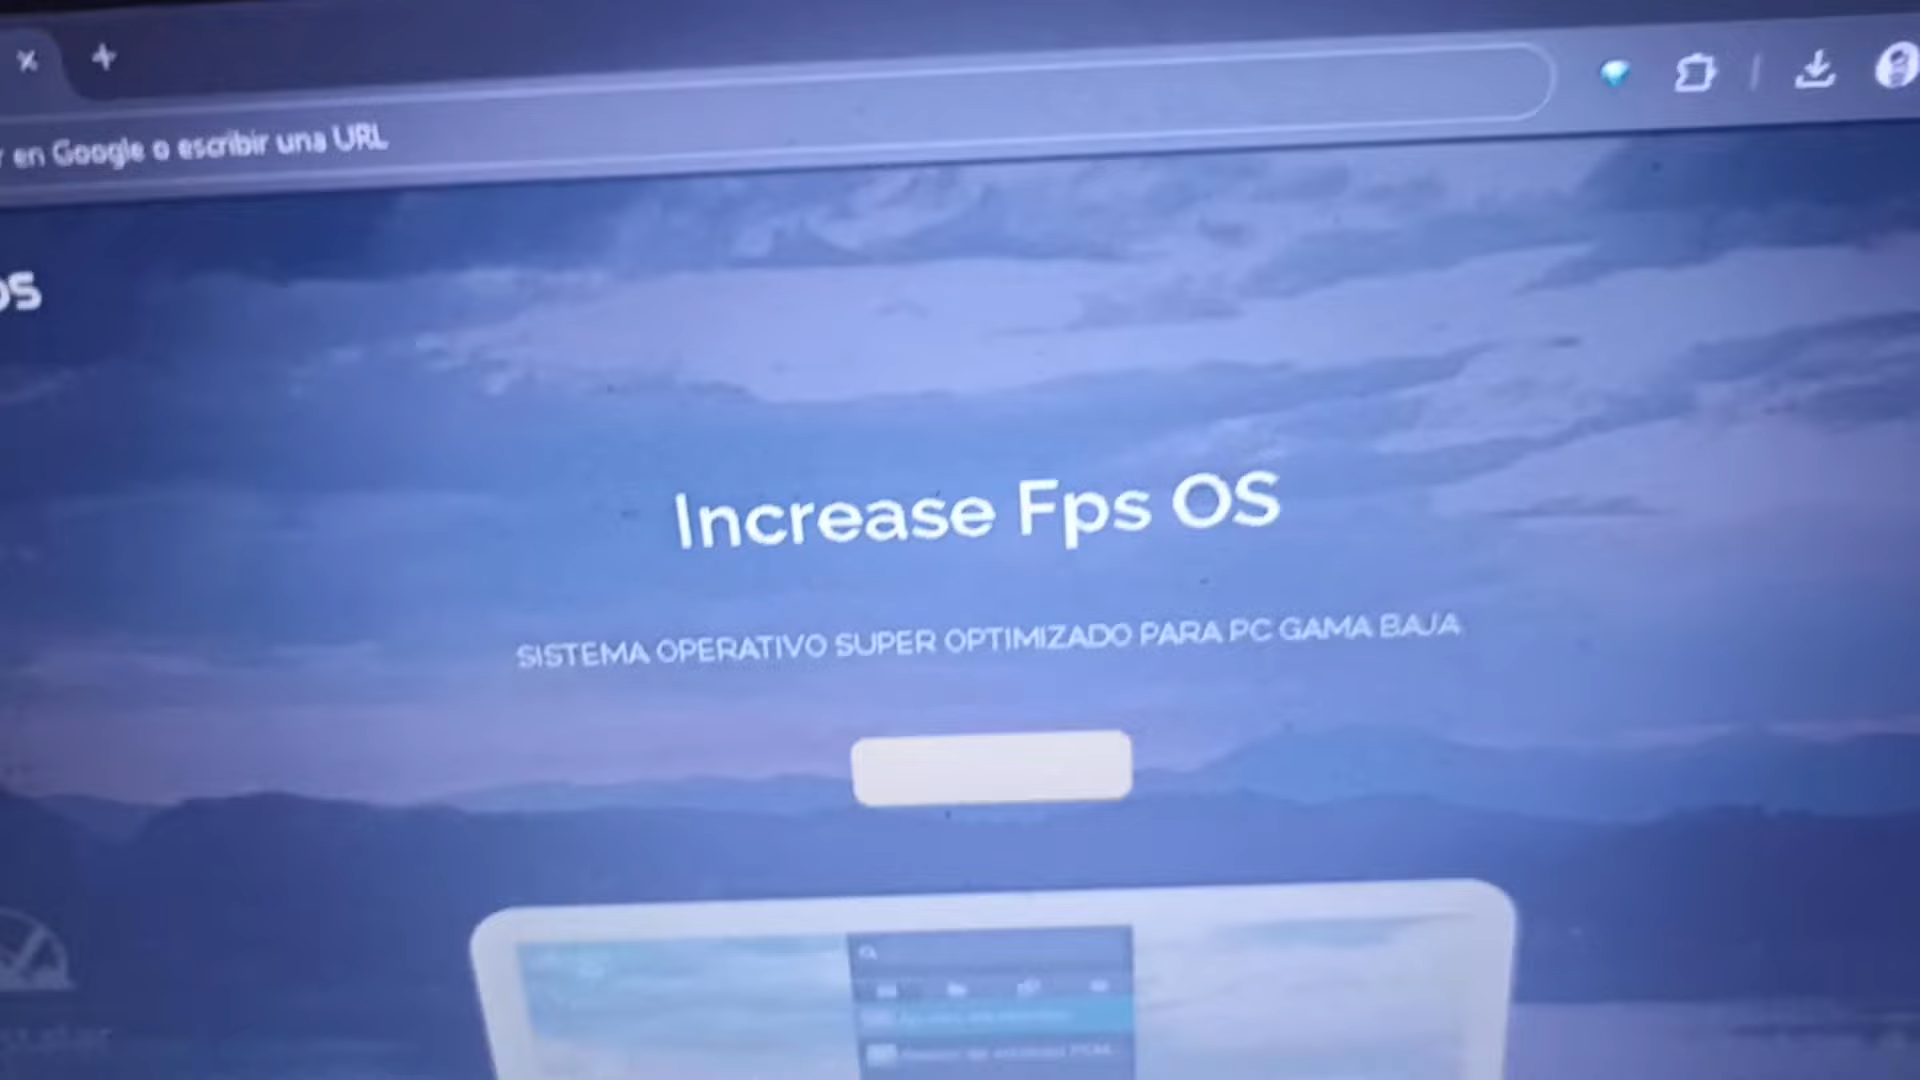 en Google o escribir una URL
OS
Increase Fps OS
SISTEMA OPERATIVO SUPER OPTIMIZADO PARA PC GAMA BAJA